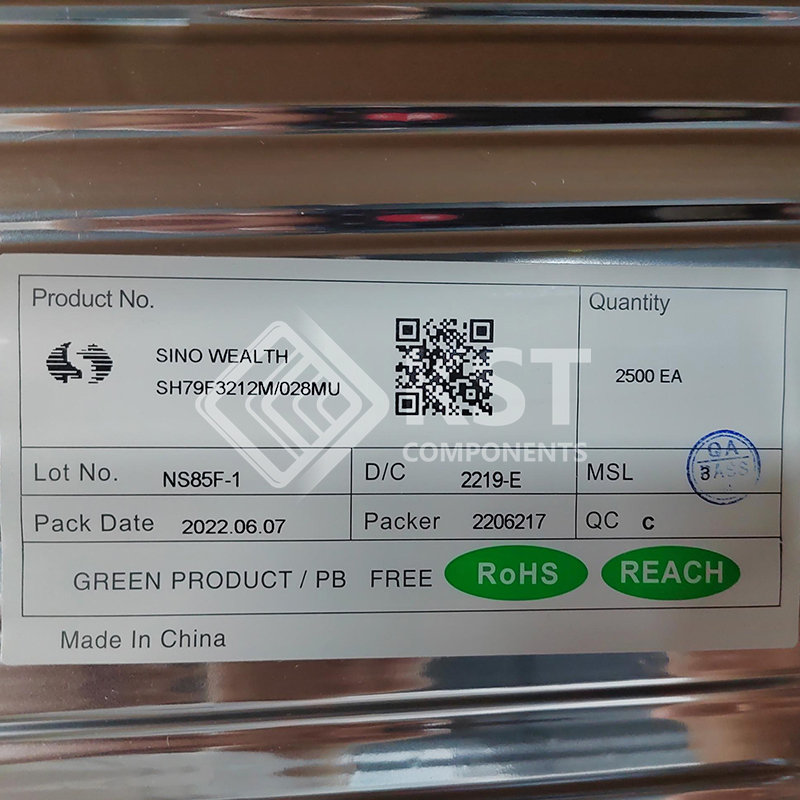 Product No.
SINO WEALTH
SH79F3212M/028MU
Quantity
2500 EA
KST
COMPONENTS
Lot No. NS85F-1
D/C 2219-E
MSL 3
QA
PASS
Pack Date 2022.06.07
Packer 2206217
QC C
GREEN PRODUCT / PB FREE RoHS REACH
Made In China